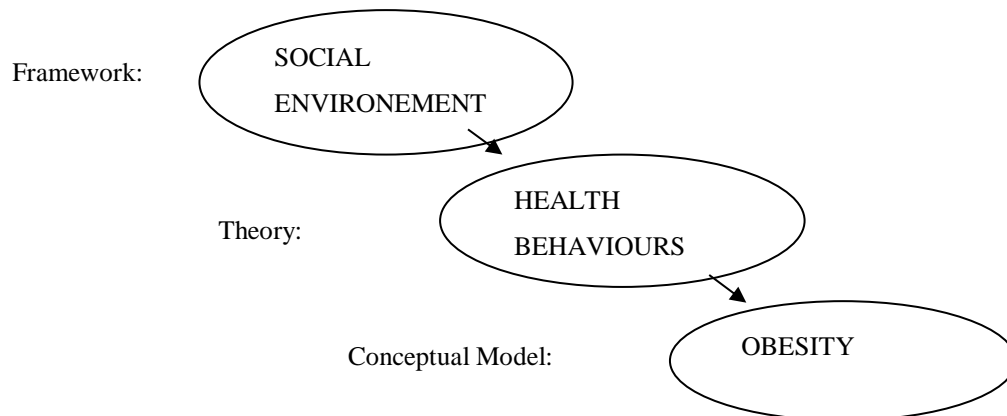 SOCIAL
Framework:
ENVIRONEMENT
HEALTH
Theory:
BEHAVIOURS
OBESITY
Conceptual Model: